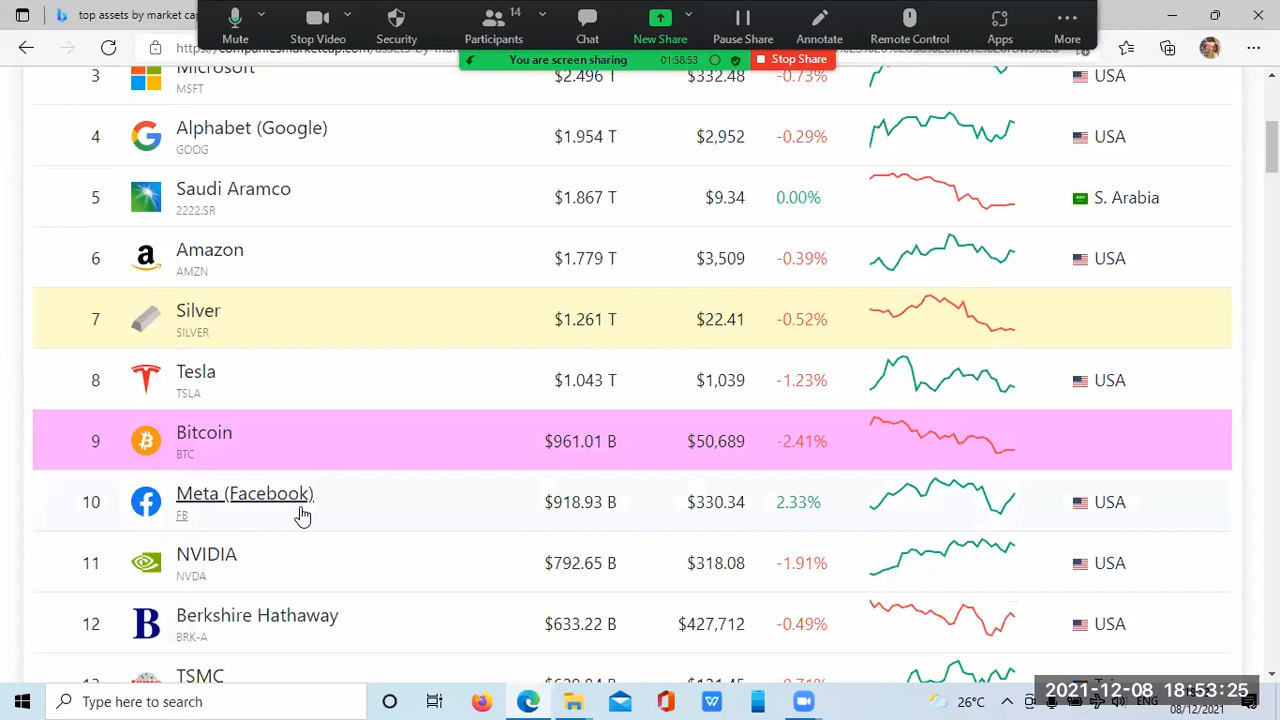 top assets by market cap
14
Mute
Stop Video
Security
Participants
Chat
New Share
Pause Share
Annotate
Remote Control
Apps
More
You are screen sharing
01:58:53
Stop Share
3
Microsoft
MSFT
$2.496 T
$332.48
-0.73%
USA
4
Alphabet (Google)
GOOG
$1.954 T
$2,952
-0.29%
USA
5
Saudi Aramco
2222.SR
$1.867 T
$9.34
0.00%
S. Arabia
6
Amazon
AMZN
$1.779 T
$3,509
-0.39%
USA
7
Silver
SILVER
$1.261 T
$22.41
-0.52%
8
Tesla
TSLA
$1.043 T
$1,039
-1.23%
USA
9
Bitcoin
BTC
$961.01 B
$50,689
-2.41%
10
Meta (Facebook)
FB
$918.93 B
$330.34
2.33%
USA
11
NVIDIA
NVDA
$792.65 B
$318.08
-1.91%
USA
12
Berkshire Hathaway
BRK-A
$633.22 B
$427,712
-0.49%
USA
TSMC
Type here to search
26°C
ENG
2021-12-08 18:53:25
08/12/2021